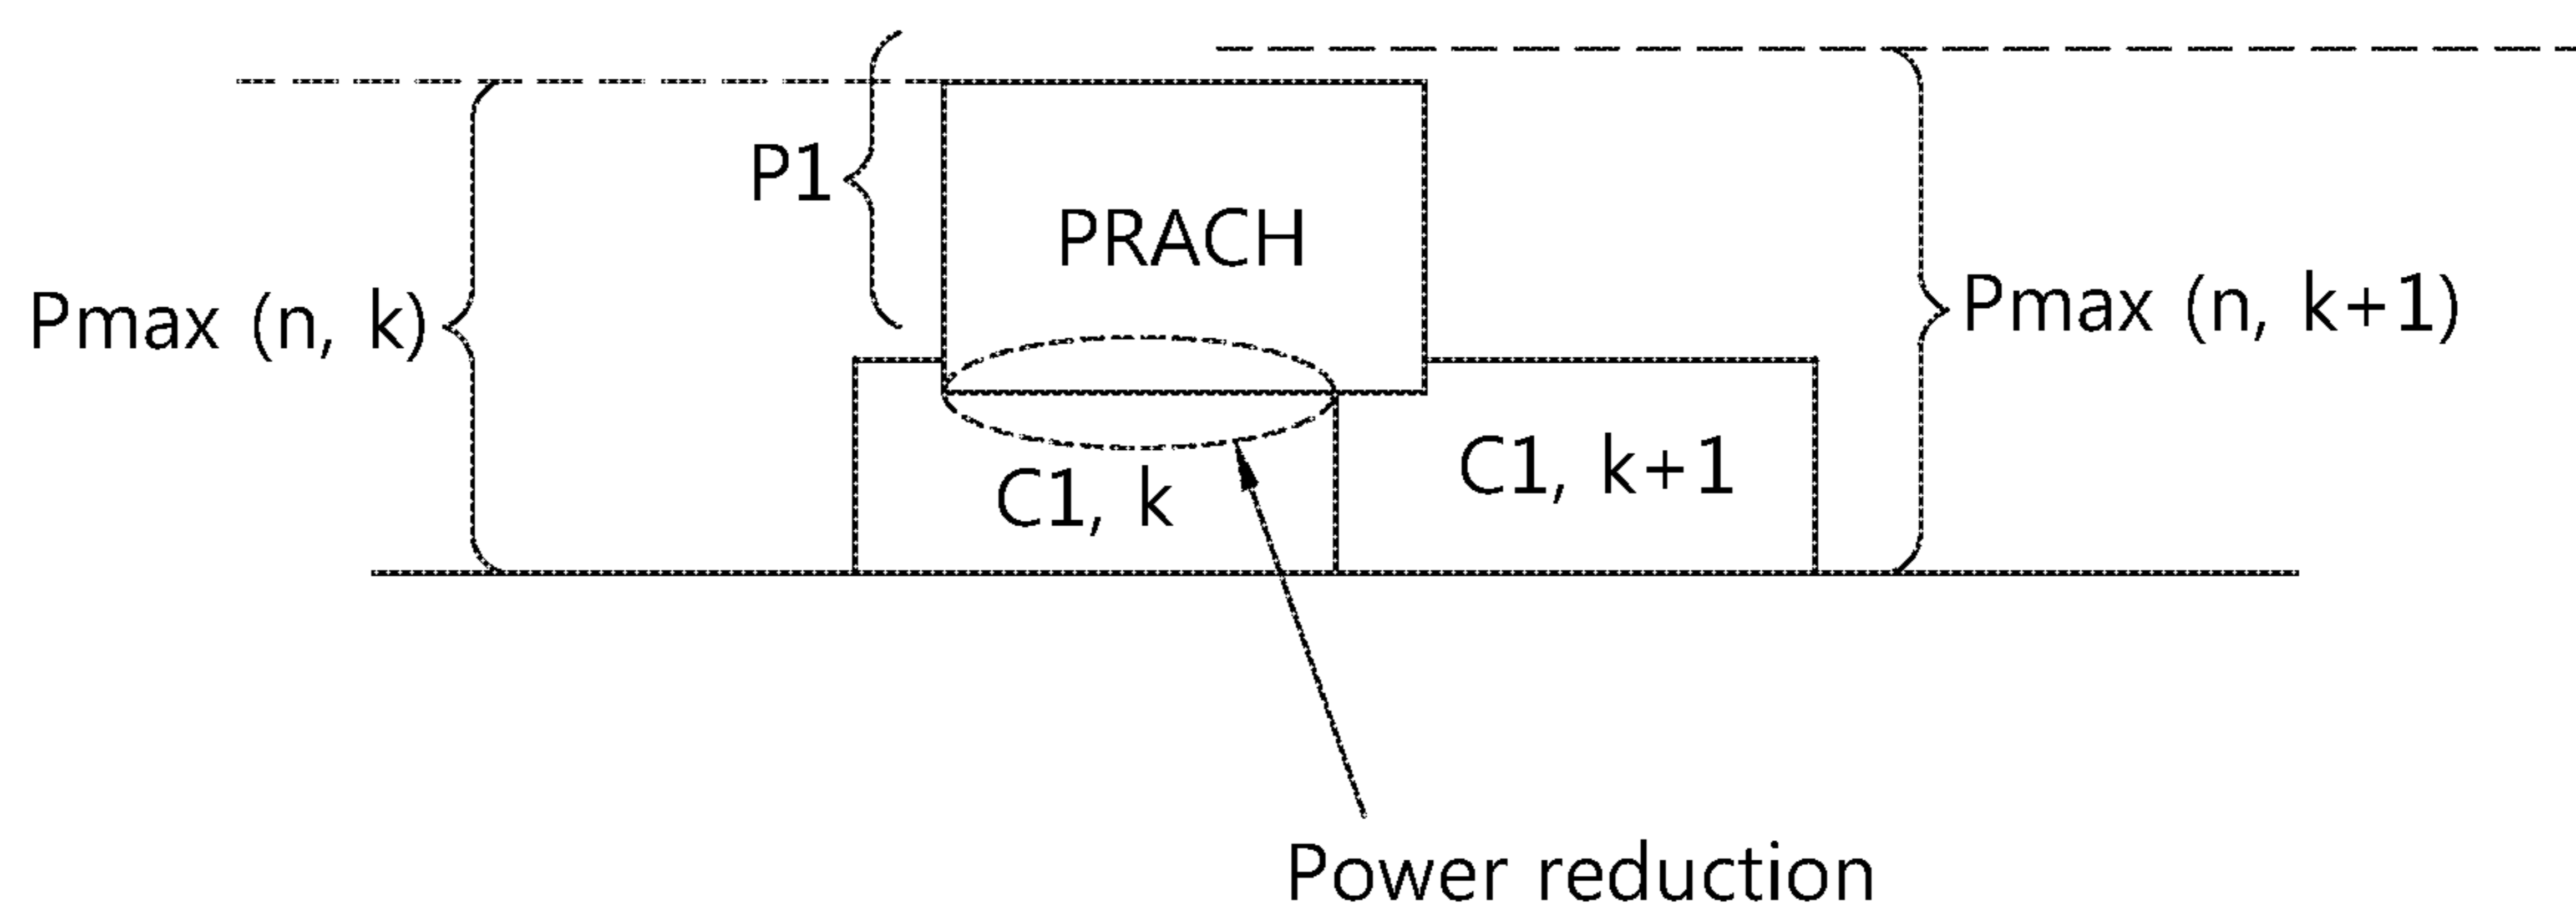 P1
PRACH
Pmax (n, k)
Pmax (n, k+1)
C1, k
C1, k+1
Power reduction